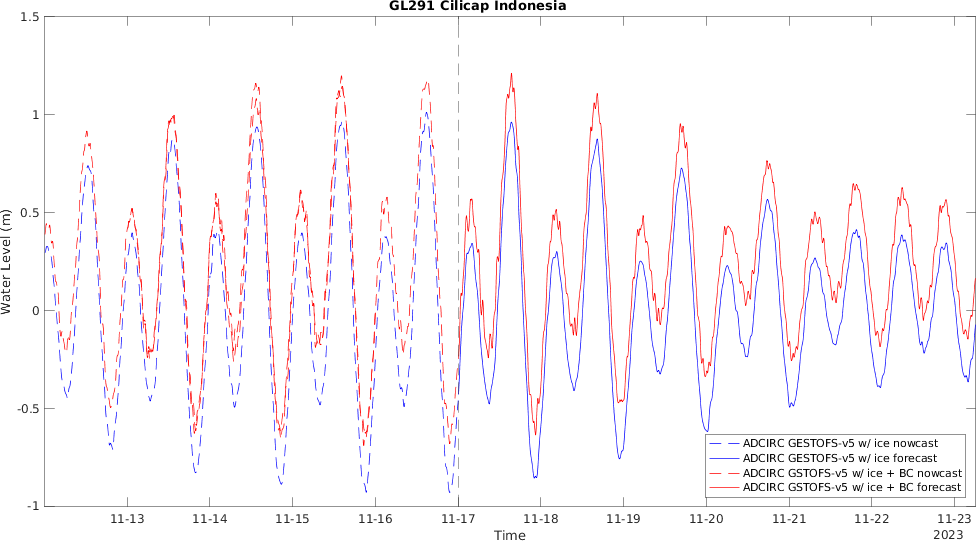 GL291 Cilicap Indonesia
Water Level (m)
1.5
1
0.5
0
-0.5
-1
11-13
11-14
11-15
11-16
11-17
11-18
11-19
11-20
11-21
11-22
11-23
Time
2023
ADCIRC GESTOFS-v5 w/ ice nowcast
ADCIRC GESTOFS-v5 w/ ice forecast
ADCIRC GSTOFS-v5 w/ ice + BC nowcast
ADCIRC GSTOFS-v5 w/ ice + BC forecast